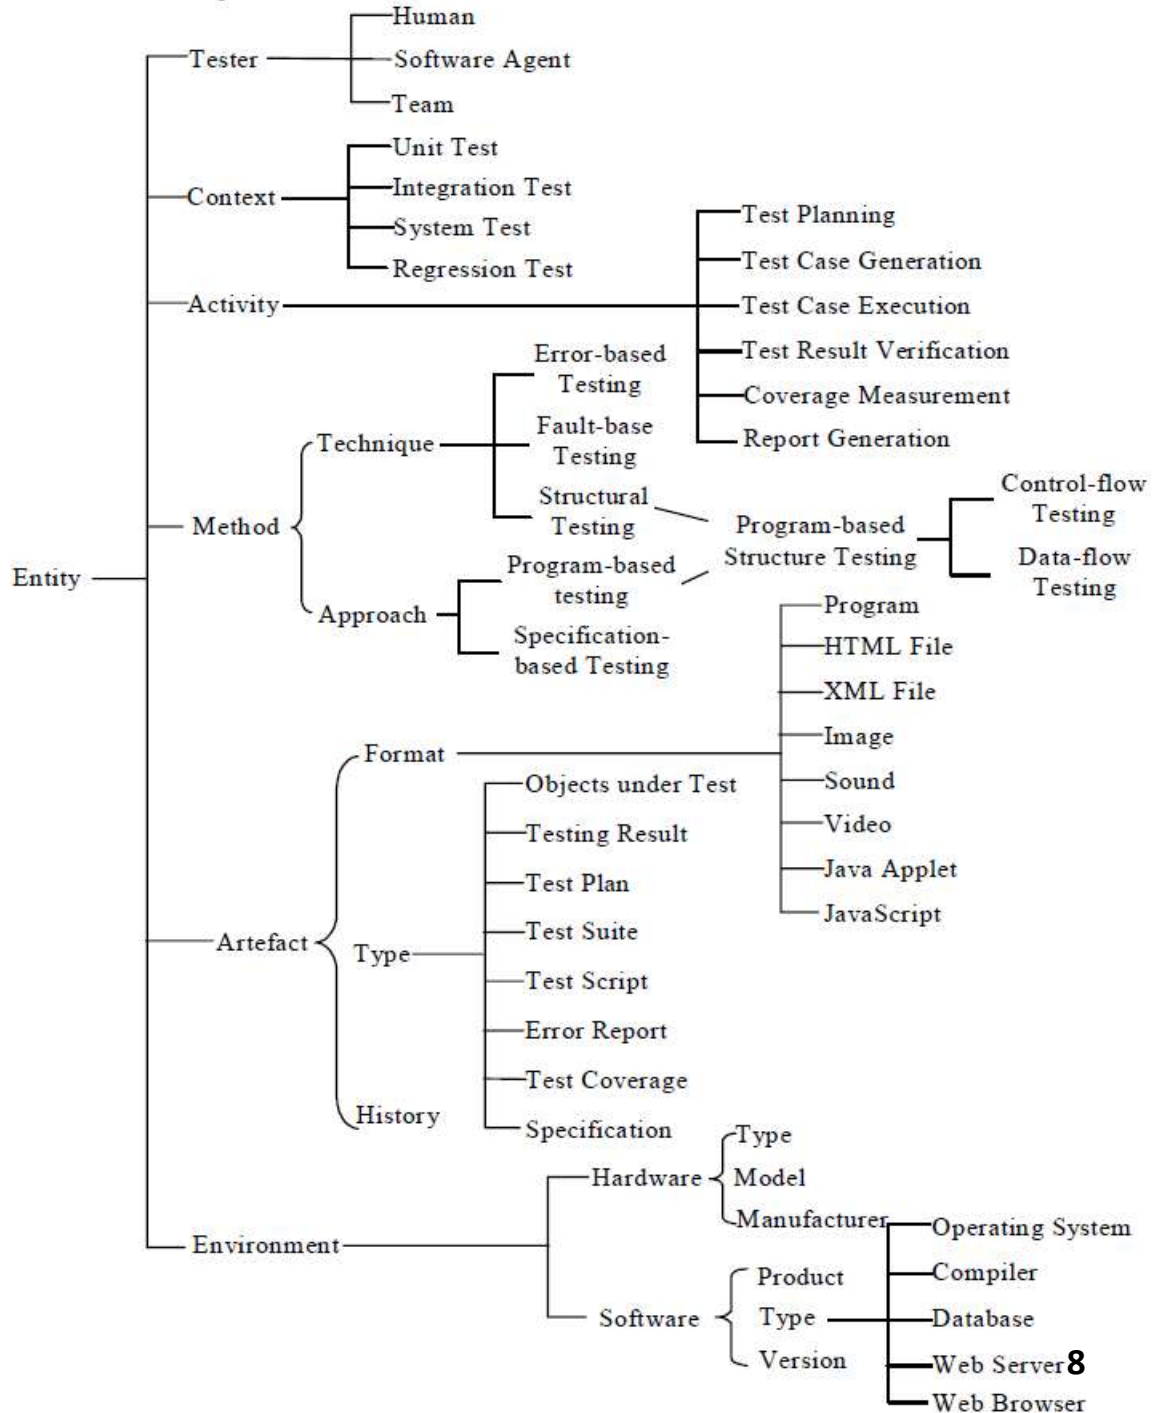 Human
Tester
Software Agent
Team
Unit Test
Context
Integration Test
System Test
Regression Test
Activity
Test Planning
Test Case Generation
Test Case Execution
Test Result Verification
Coverage Measurement
Report Generation
Entity
Method
Technique
Error-based
Testing
Fault-base
Testing
Structural
Testing
Approach
Program-based
testing
Specification-
based Testing
Program-based
Structure Testing
Control-flow
Testing
Data-flow
Testing
Artefact
Format
Program
HTML File
XML File
Image
Sound
Video
Java Applet
JavaScript
Type
Objects under Test
Testing Result
Test Plan
Test Suite
Test Script
Error Report
Test Coverage
Specification
History
Environment
Hardware
Type
Model
Manufacturer
Software
Product
Type
Version
Operating System
Compiler
Database
Web Server
8
Web Browser